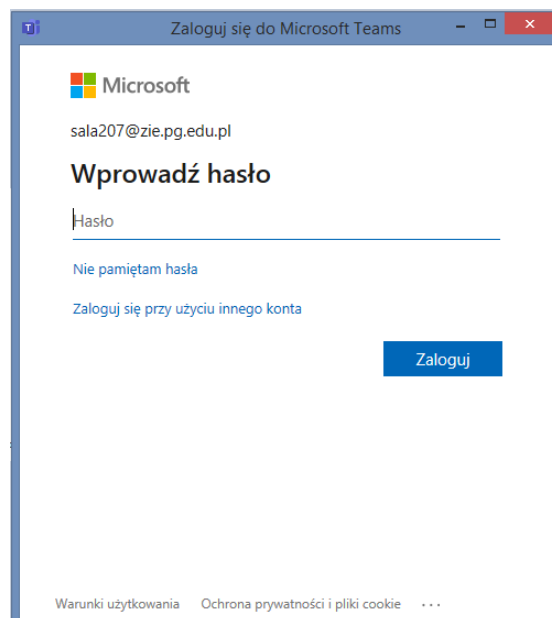 Zaloguj się do Microsoft Teams
Microsoft
sala207@zie.pg.edu.pl
Wprowadź hasło
Hasło
Nie pamiętam hasła
Zaloguj się przy użyciu innego konta
Zaloguj
Warunki użytkowania Ochrona prywatności i pliki cookie ...